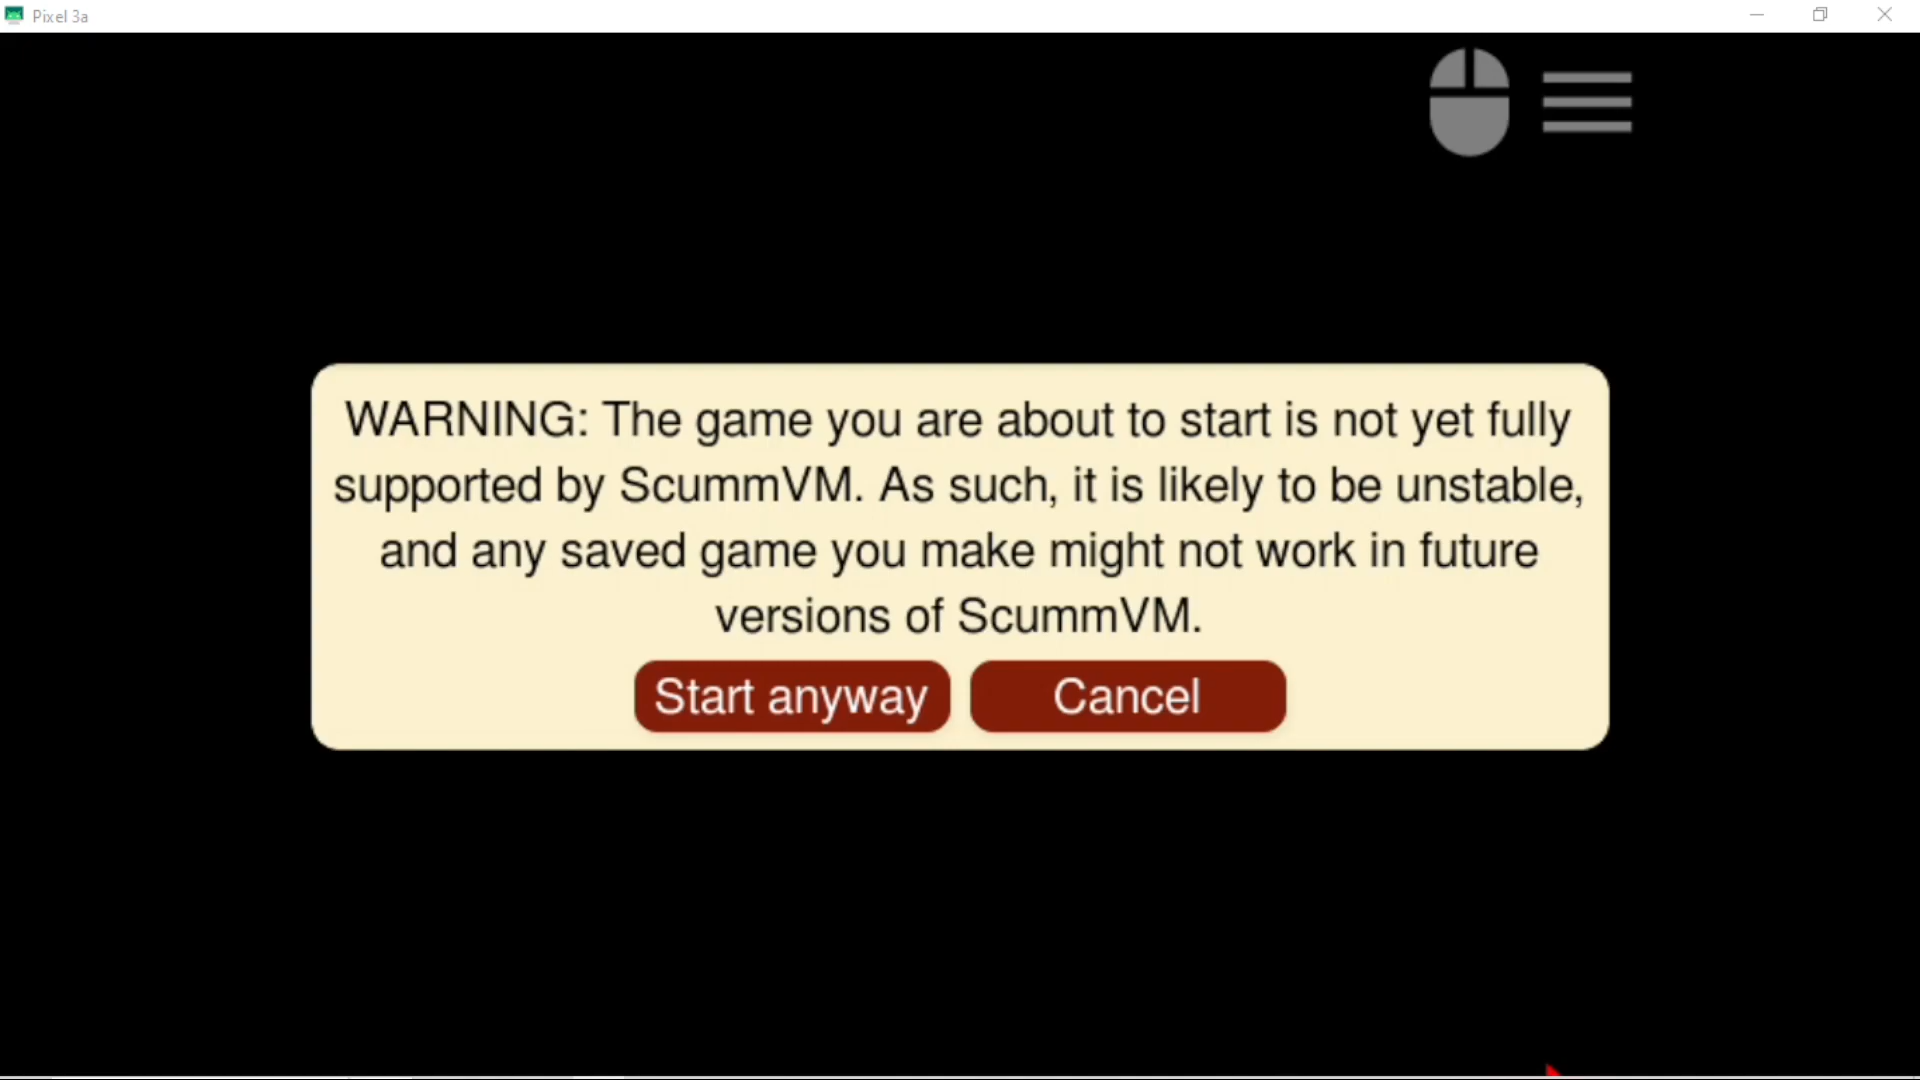 Pixel 3a
WARNING: The game you are about to start is not yet fully
supported by ScummVM. As such, it is likely to be unstable,
and any saved game you make might not work in future
versions of ScummVM.
Start anyway
Cancel